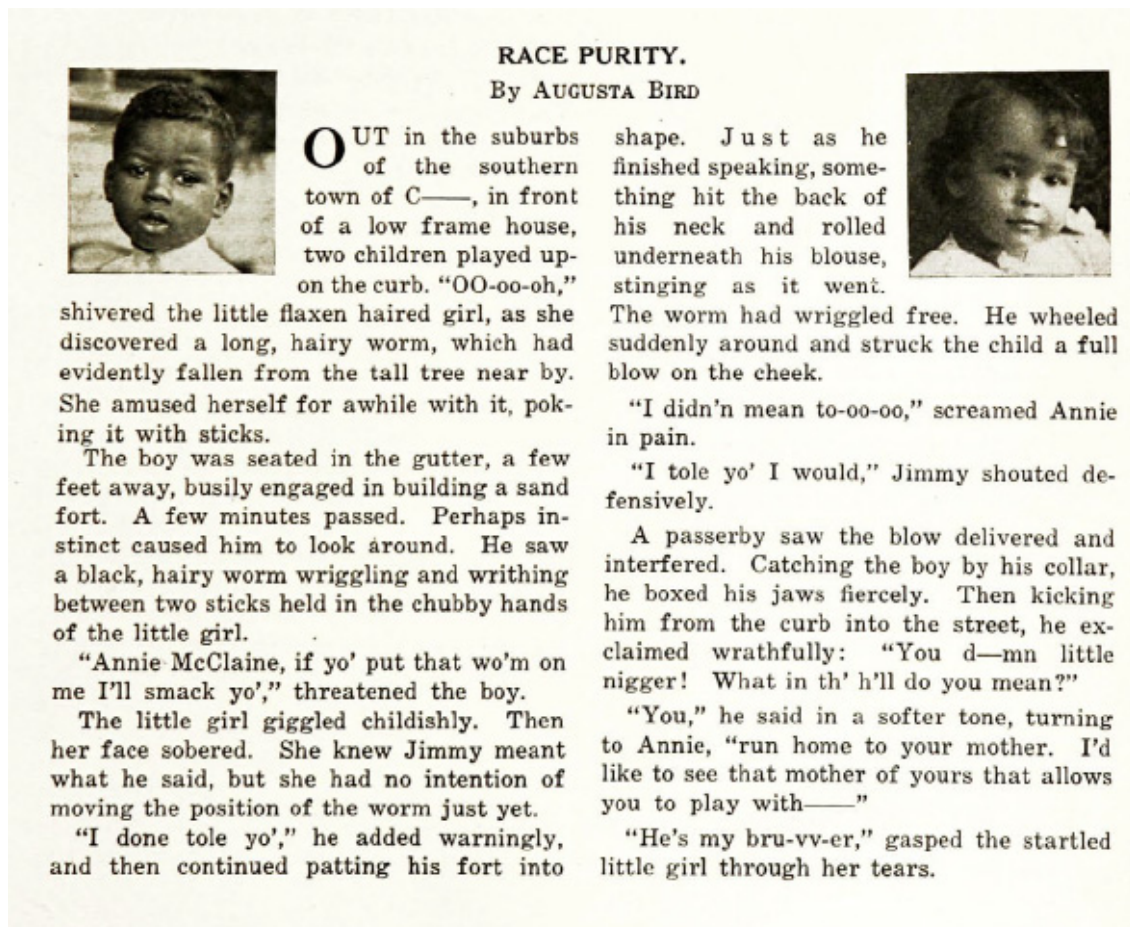 RACE PURITY.
By AUGUSTA BIRD
OUT in the suburbs
of the southern
town of C——, in front
of a low frame house,
two children played up-
on the curb. “OO-oo-oh,”
shivered the little flaxen haired girl, as she
discovered a long, hairy worm, which had
evidently fallen from the tall tree near by.
She amused herself for awhile with it, pok-
ing it with sticks.
The boy was seated in the gutter, a few
feet away, busily engaged in building a sand
fort. A few minutes passed. Perhaps in-
stinct caused him to look around. He saw
a black, hairy worm wriggling and writhing
between two sticks held in the chubby hands
of the little girl.
“Annie McClaine, if yo’ put that wo’m on
me I’ll smack yo’,” threatened the boy.
The little girl giggled childishly. Then
her face sobered. She knew Jimmy meant
what he said, but she had no intention of
moving the position of the worm just yet.
“I done tole yo’,” he added warningly,
and then continued patting his fort into
shape. Just as he
finished speaking, some-
thing hit the back of
his neck and rolled
underneath his blouse,
stinging as it went.
The worm had wriggled free. He wheeled
suddenly around and struck the child a full
blow on the cheek.
“I didn’n mean to-oo-oo,” screamed Annie
in pain.
“I tole yo’ I would,” Jimmy shouted de-
fensively.
A passerby saw the blow delivered and
interfered. Catching the boy by his collar,
he boxed his jaws fiercely. Then kicking
him from the curb into the street, he ex-
claimed wrathfully: “You d—mn little
nigger! What in th’ h’ll do you mean?”
“You,” he said in a softer tone, turning
to Annie, “run home to your mother. I’d
like to see that mother of yours that allows
you to play with——”
“He’s my bru-vv-er,” gasped the startled
little girl through her tears.